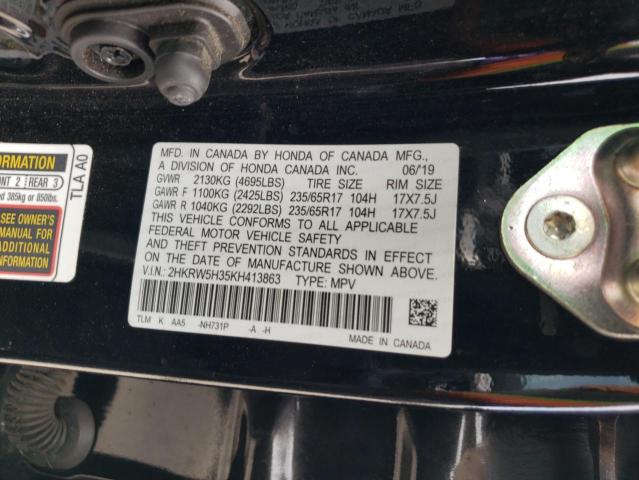 MFD. IN CANADA BY HONDA OF CANADA MFG.,
A DIVISION OF HONDA CANADA INC. 06/19
GVWR 2130KG (4695LBS) TIRE SIZE RIM SIZE
GAWR F 1100KG (2425LBS) 235/65R17 104H 17X7.5J
GAWR R 1040KG (2292LBS) 235/65R17 104H 17X7.5J
THIS VEHICLE CONFORMS TO ALL APPLICABLE
FEDERAL MOTOR VEHICLE SAFETY
AND THEFT PREVENTION STANDARDS IN EFFECT
ON THE DATE OF MANUFACTURE SHOWN ABOVE.
V.I.N.: 2HKRW5H35KH413863 TYPE: MPV
TLM K AA5 -NH731P -A -H
MADE IN CANADA
TLA A0
ORMATION
ONT 2 REAR 3
ed 385kg or 850lbs.
SEE OWNER'S
MANUAL FOR
ADDITIONAL